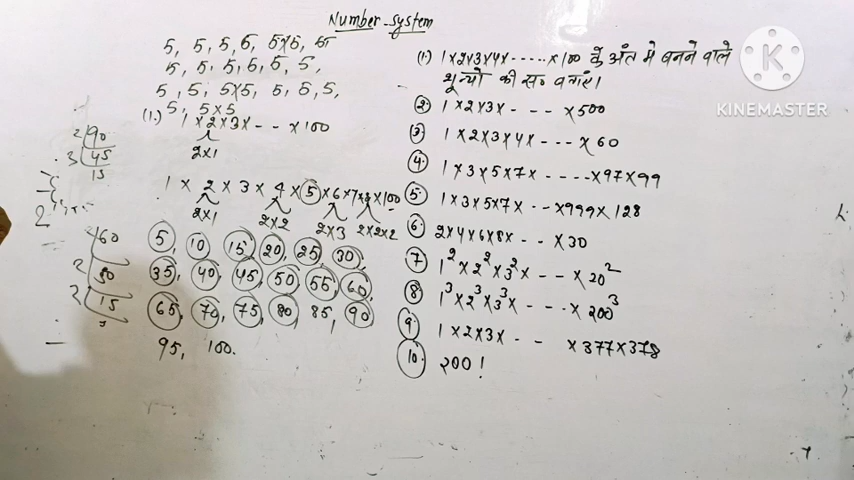 Number system
5, 5, 5, 5, 5×5, 5
5, 5, 5, 5, 5, 5,
5, 5, 5×5, 5, 5, 5,
5, 5×5
(1.) 1×2×3×- - ×100
2×1
1 × 2 × 3 × 4 × 5 × 6 × 7 × 8 × 100
2×1 2×2 2×3 2×2×2
5, 10 15, 20, 25, 30,
35, 40, 45, 50, 55, 60,
65, 70, 75, 80, 85, 90
95, 100.
2 90
3 45
15
2
2 60
2 30
2 15
(1.) 1×2×3×4×.....×100 के अंत मे बनने वाले
शून्यो की सं० बताएं।
2. 1×2×3×- - - ×500
3. 1×2×3×4×- - - ×60
4. 1×3×5×7×- ....×97×99
5. 1×3×5×7×- - -×999×128
6 2×4×6×8×- . . ×30
7 1²×2²×3²×- - - ×20²
8 1³×2³×3³×- - - - ×200³
9 1×2×3×- - - ×377×378
10. 200!
KINEMASTER